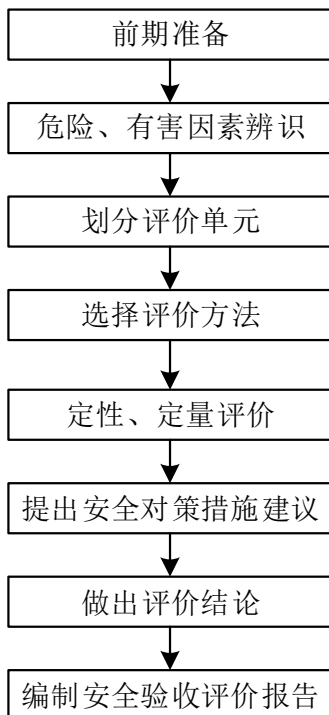 前期准备
危险、有害因素辨识
划分评价单元
选择评价方法
定性、定量评价
提出安全对策措施建议
做出评价结论
编制安全验收评价报告